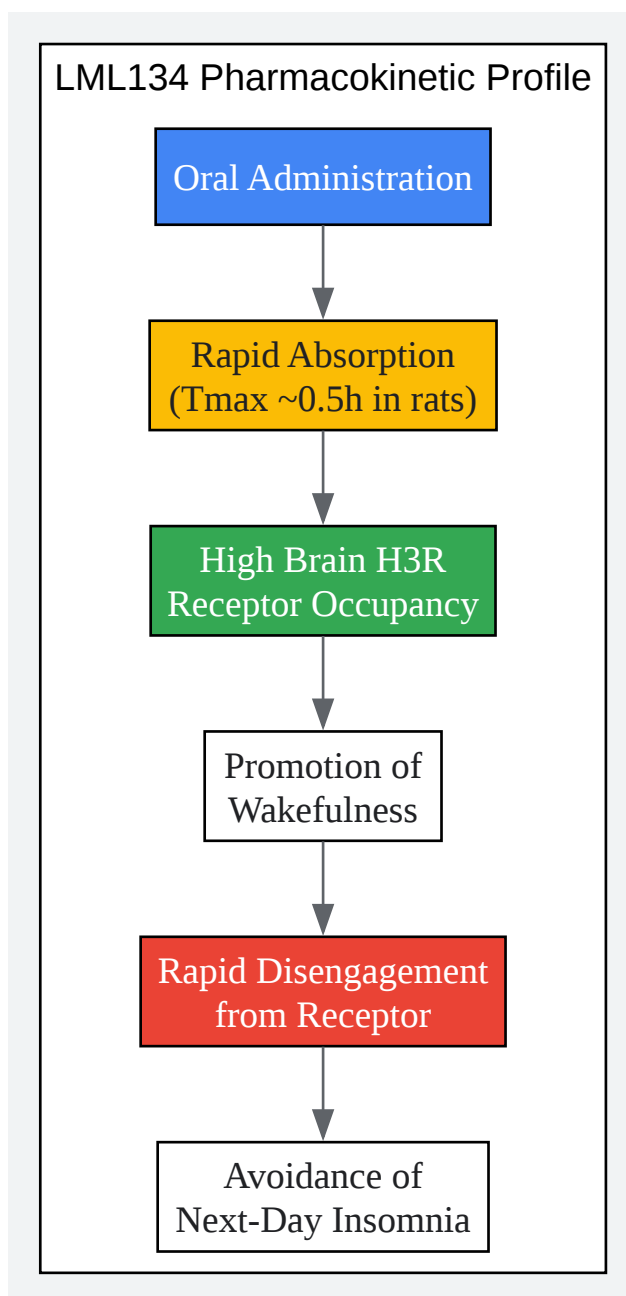 LML134 Pharmacokinetic Profile
Oral Administration
Rapid Absorption
(Tmax ~0.5h in rats)
High Brain H3R
Receptor Occupancy
Promotion of
Wakefulness
Rapid Disengagement
from Receptor
Avoidance of
Next-Day Insomnia